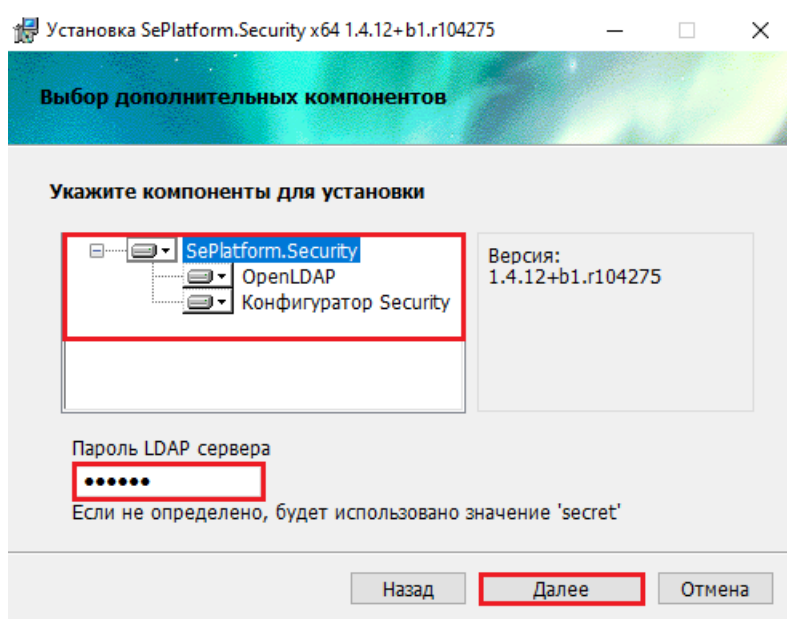 Установка SePlatform.Security x64 1.4.12+b1.r104275
Выбор дополнительных компонентов
Укажите компоненты для установки
SePlatform.Security
OpenLDAP
Конфигуратор Security
Версия:
1.4.12+b1.r104275
Пароль LDAP сервера
••••••
Если не определено, будет использовано значение 'secret'
Назад
Далее
Отмена